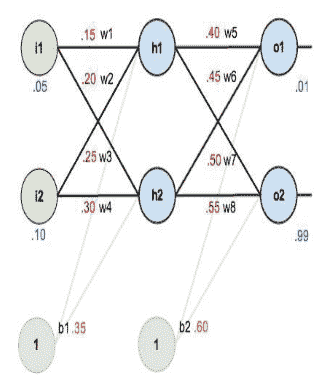 i1 .15 w1 h1 .40 w5 o1
.05 .20 w2 .45 w6 .01
.25 w3 .50 w7
i2 .30 w4 h2 .55 w8 o2
.10 .99
1 b1 .35 1 b2 .60